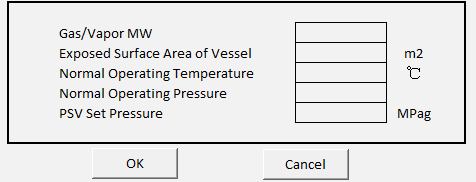 Gas/Vapor MW
Exposed Surface Area of Vessel m2
Normal Operating Temperature ℃
Normal Operating Pressure
PSV Set Pressure MPag
OK Cancel